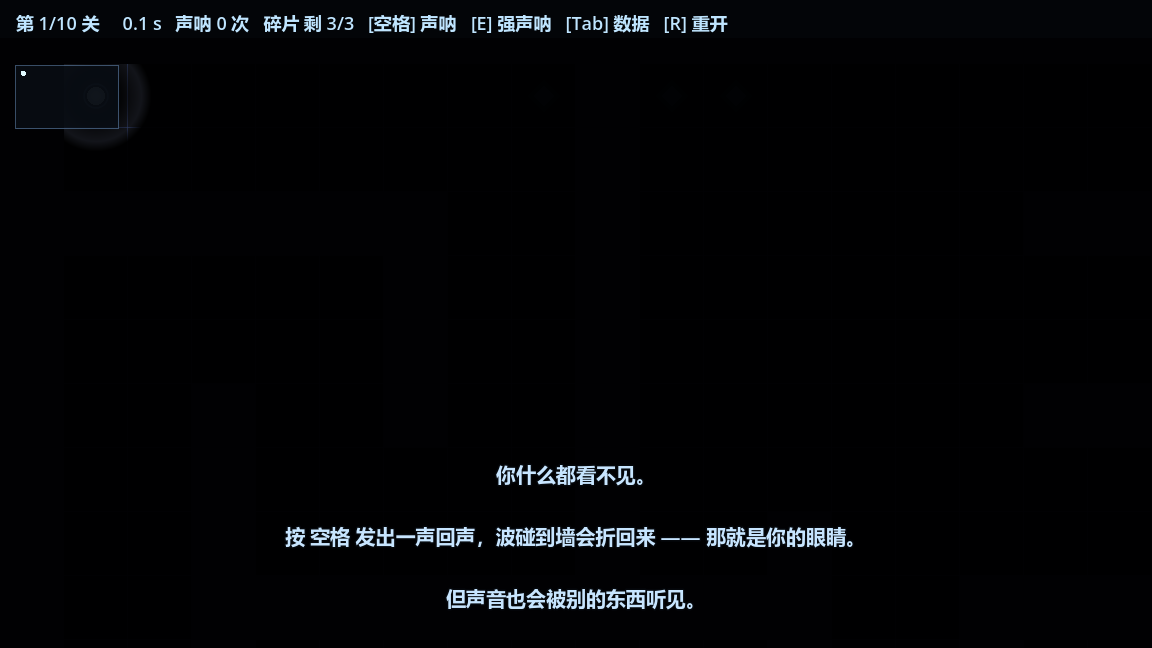 第 1/10 关 0.1 s 声呐 0 次 碎片 剩 3/3 [空格] 声呐 [E] 强声呐 [Tab] 数据 [R] 重开
你什么都看不见。
按 空格 发出一声回声，波碰到墙会折回来 —— 那就是你的眼睛。
但声音也会被别的东西听见。